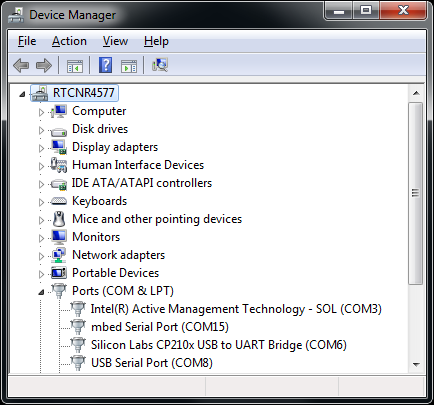 Device Manager
File Action View Help
RTCNR4577
Computer
Disk drives
Display adapters
Human Interface Devices
IDE ATA/ATAPI controllers
Keyboards
Mice and other pointing devices
Monitors
Network adapters
Portable Devices
Ports (COM & LPT)
Intel(R) Active Management Technology - SOL (COM3)
mbed Serial Port (COM15)
Silicon Labs CP210x USB to UART Bridge (COM6)
USB Serial Port (COM8)